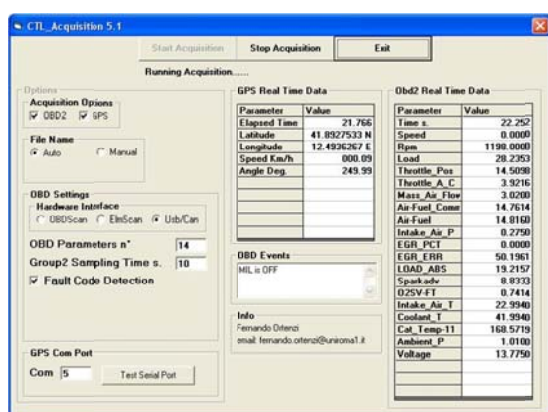 CTL_Acquisition 5.1
Start Acquisition Stop Acquisition Exit
Running Acquisition.....
Options
Acquisition Options
OBD2 GPS
File Name
Auto Manual
OBD Settings
Hardware Interface
OBDScan ElmScan Usb/Can
OBD Parameters n° 14
Group2 Sampling Time s. 10
Fault Code Detection
GPS Com Port
Com 5 Test Serial Port
GPS Real Time Data
Parameter Value
Elapsed Time 21.766
Latitude 41.8927533 N
Longitude 12.4936267 E
Speed Km/h 000.09
Angle Deg. 249.99
OBD Events
MIL is OFF
Info
Fernando Ortenzi
email: fernando.ortenzi@uniroma1.it
Obd2 Real Time Data
Parameter Value
Time s. 22.252
Speed 0.0000
Rpm 1190.0000
Load 28.2353
Throttle_Pos 14.5098
Throttle_A_C 3.9216
Mass_Air_Flow 3.0200
Air-Fuel_Comm 14.7614
Air-Fuel 14.8160
Intake_Air_P 0.2750
EGR_PCT 0.0000
EGR_ERR 50.1961
LOAD_ABS 19.2157
Sparkadv 8.8333
O2SV-FT 0.7414
Intake_Air_T 22.9940
Coolant_T 41.9940
Cat_Temp-11 168.5719
Ambient_P 1.0100
Voltage 13.7750